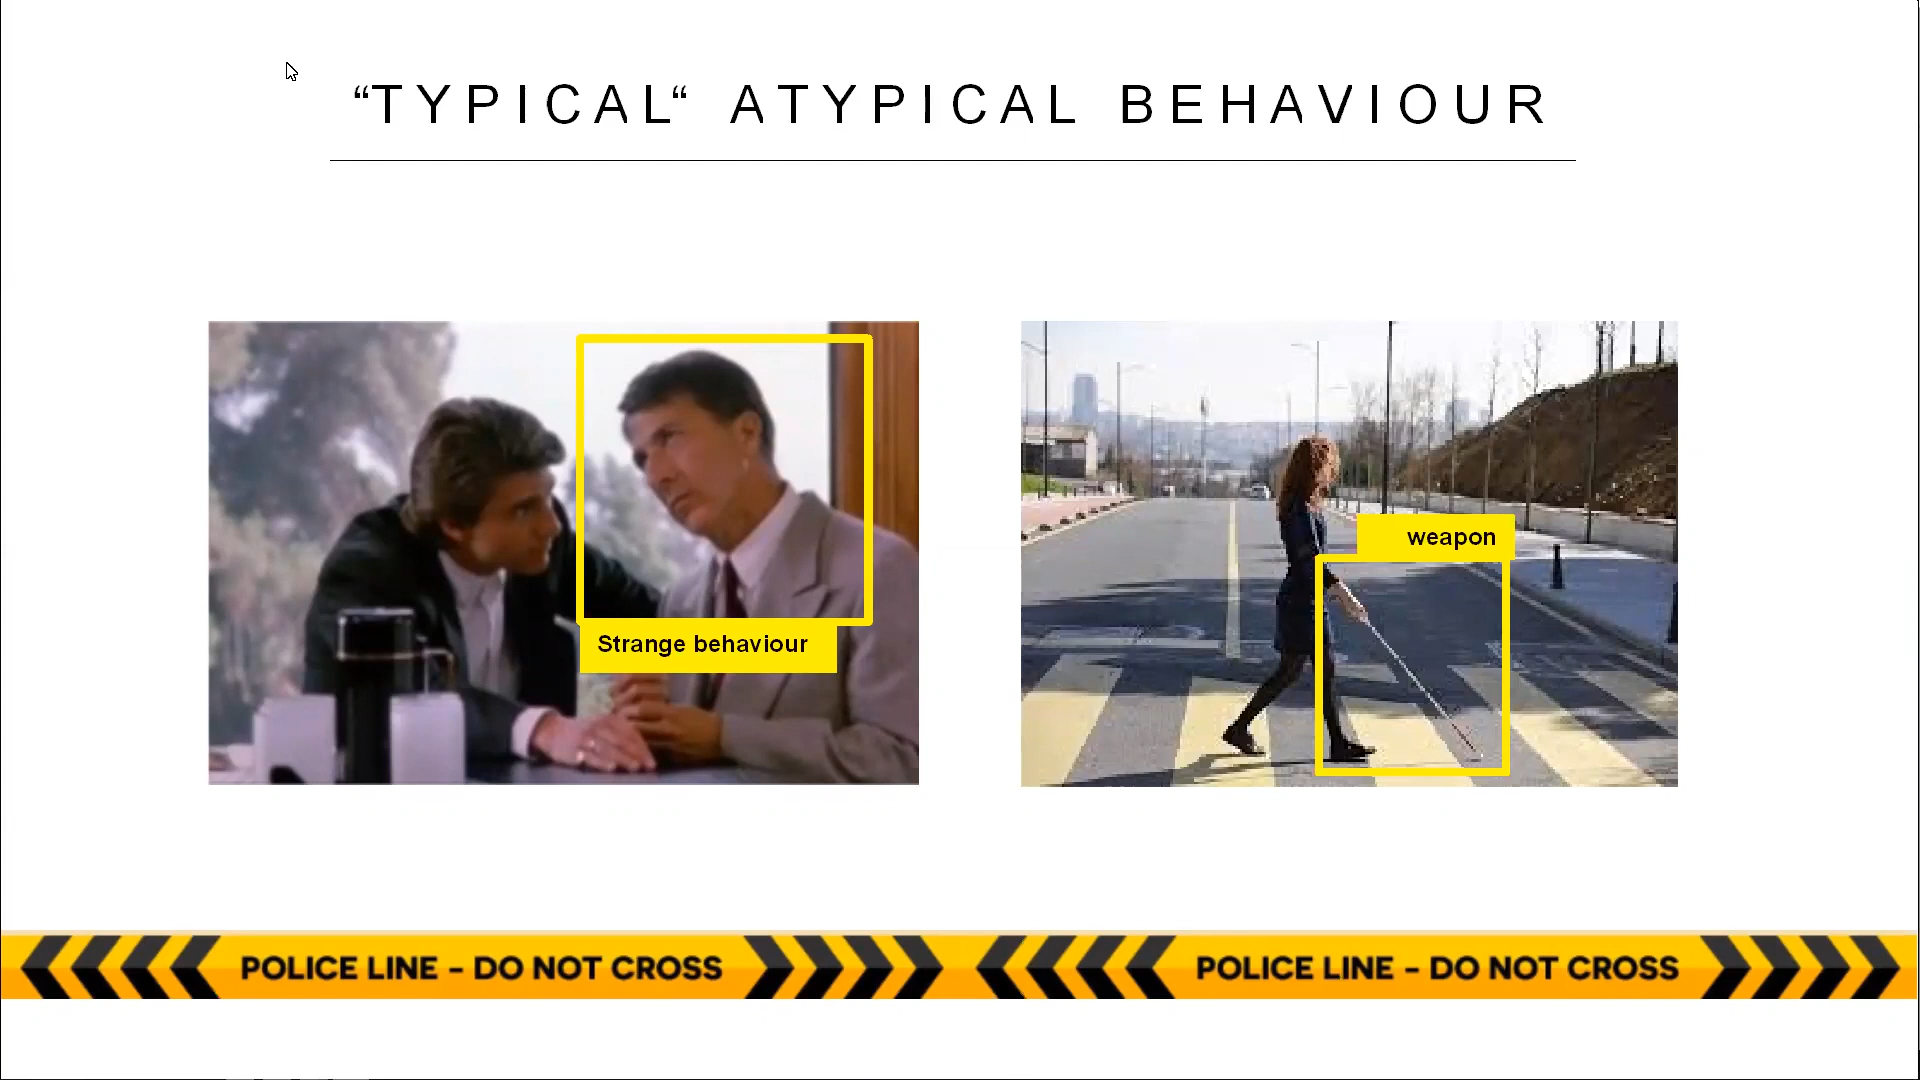 “TYPICAL“ ATYPICAL BEHAVIOUR
Strange behaviour
weapon
POLICE LINE - DO NOT CROSS
POLICE LINE - DO NOT CROSS